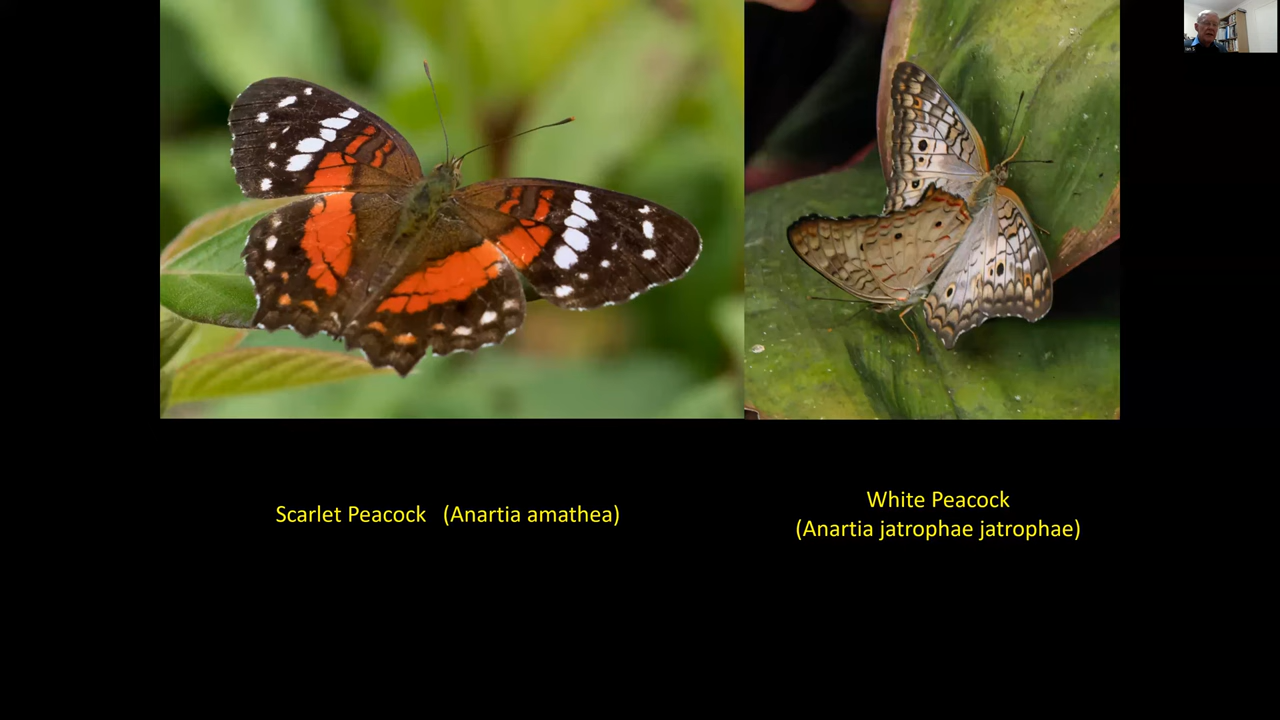 Scarlet Peacock (Anartia amathea)
White Peacock
(Anartia jatrophae jatrophae)